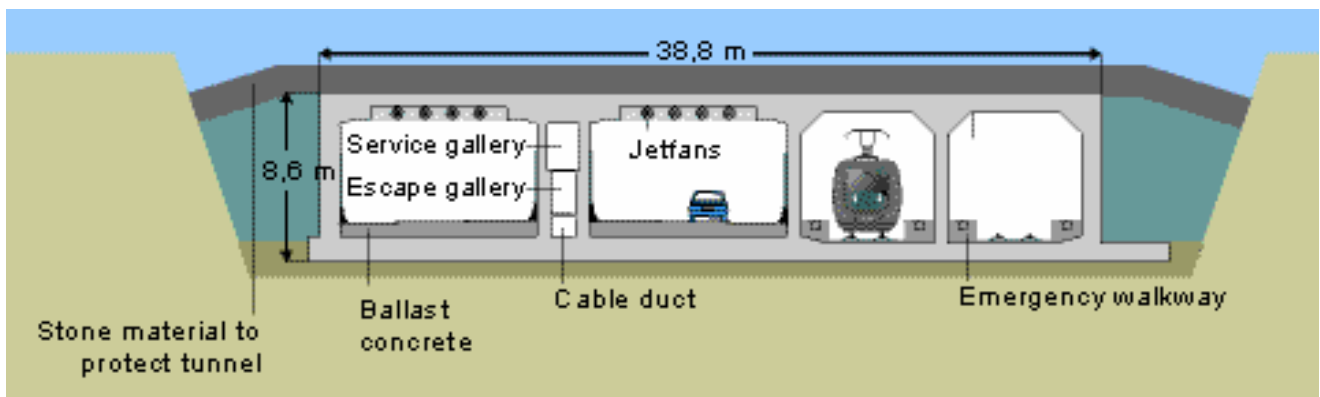 38,8 m
Service gallery
Jetfans
8,6 m
Escape gallery
Cable duct
Emergency walkway
Ballast
concrete
Stone material to
protect tunnel